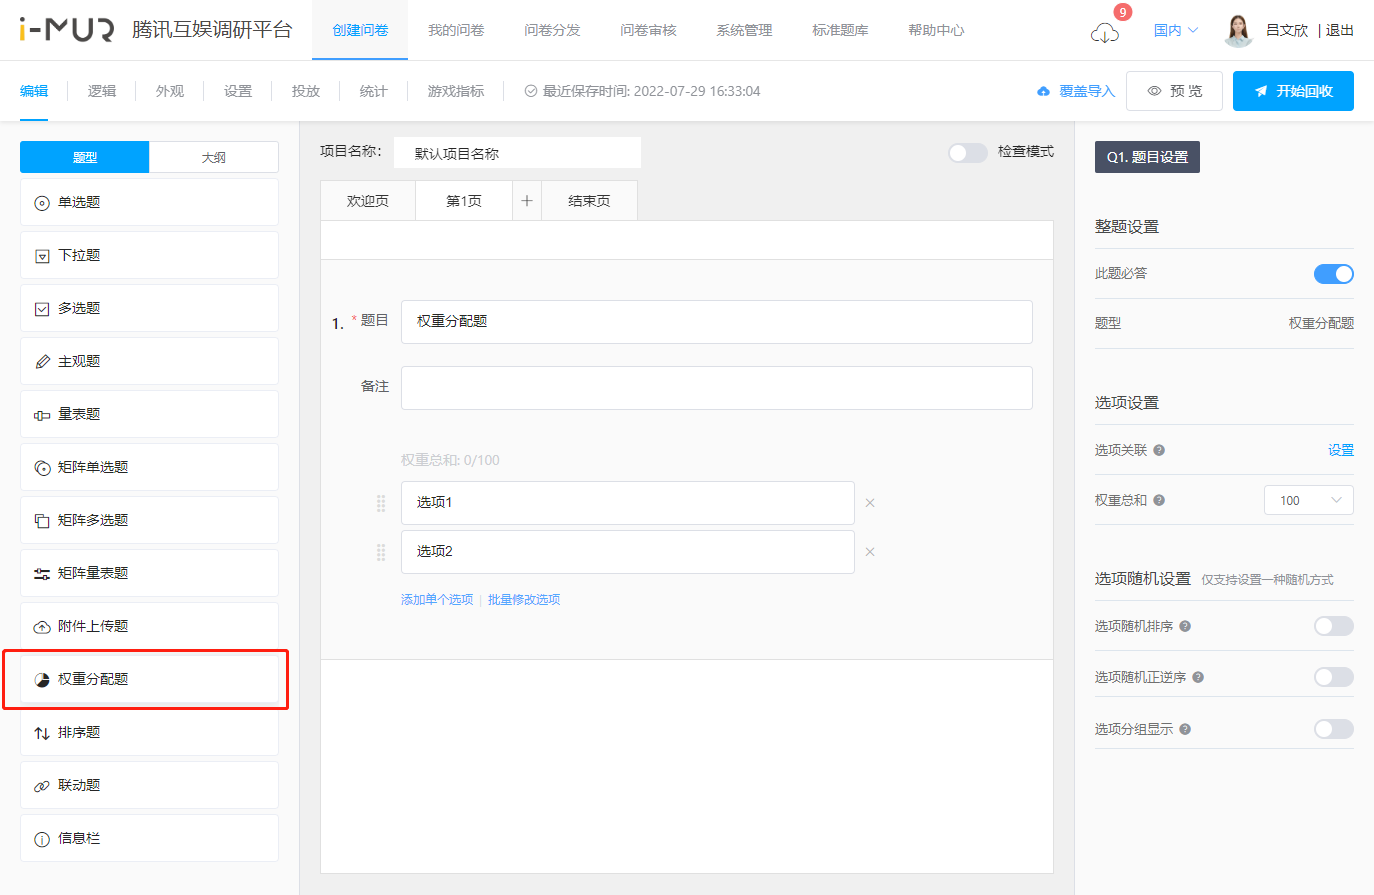 i-MUR 腾讯互娱调研平台 创建问卷 我的问卷 问卷分发 问卷审核 系统管理 标准题库 帮助中心 9 国内 吕文欣 | 退出
编辑 逻辑 外观 设置 投放 统计 游戏指标 最近保存时间: 2022-07-29 16:33:04 覆盖导入 预 览 开始回收
题型 大纲
单选题
下拉题
多选题
主观题
量表题
矩阵单选题
矩阵多选题
矩阵量表题
附件上传题
权重分配题
排序题
联动题
信息栏
项目名称: 默认项目名称 检查模式
欢迎页 第1页 + 结束页
1. * 题目 权重分配题
备注
权重总和: 0/100
选项1
选项2
添加单个选项 | 批量修改选项
Q1. 题目设置
整题设置
此题必答
题型 权重分配题
选项设置
选项关联 设置
权重总和 100
选项随机设置 仅支持设置一种随机方式
选项随机排序
选项随机正逆序
选项分组显示